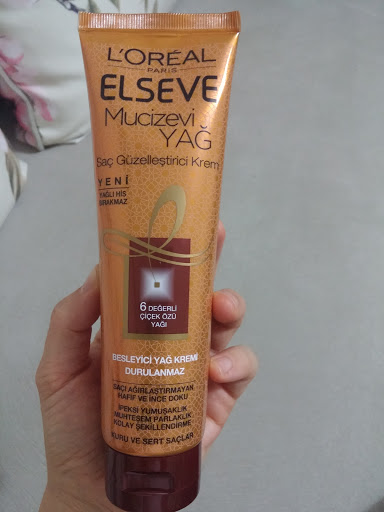 L'ORÉAL
PARIS
ELSEVE
Mucizevi
YAĞ
Saç Güzelleştirici Krem
YENİ
YAĞLI HİS
BIRAKMAZ
6 DEĞERLİ
ÇİÇEK ÖZÜ
YAĞI
BESLEYİCİ YAĞ KREMİ
DURULANMAZ
SAÇI AĞIRLAŞTIRMAYAN,
HAFİF VE İNCE DOKU
İPEKSİ YUMUŞAKLIK,
MUHTEŞEM PARLAKLIK,
KOLAY ŞEKİLLENDİRME
KURU VE SERT SAÇLAR